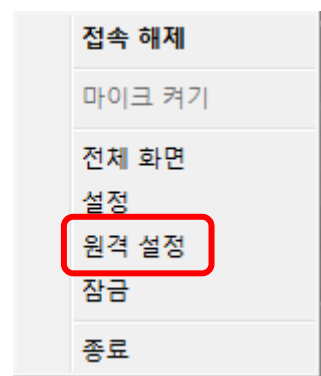 접속 해제
마이크 켜기
전체 화면
설정
원격 설정
잠금
종료